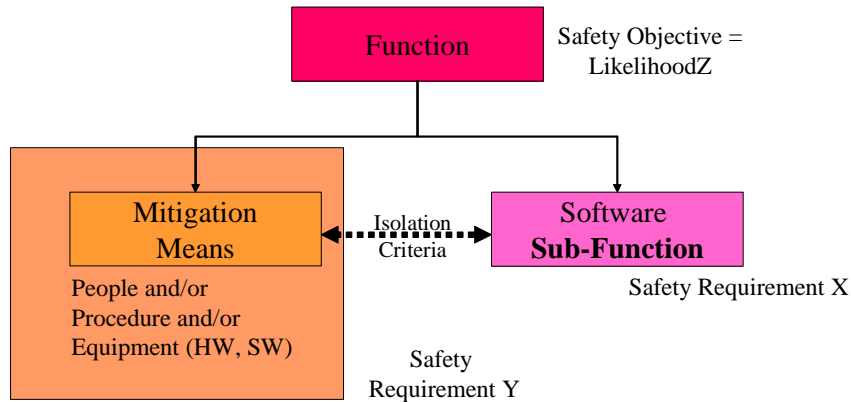 Function
Safety Objective =
LikelihoodZ
Mitigation
Means
Isolation
Criteria
Software
Sub-Function
People and/or
Procedure and/or
Equipment (HW, SW)
Safety Requirement X
Safety
Requirement Y